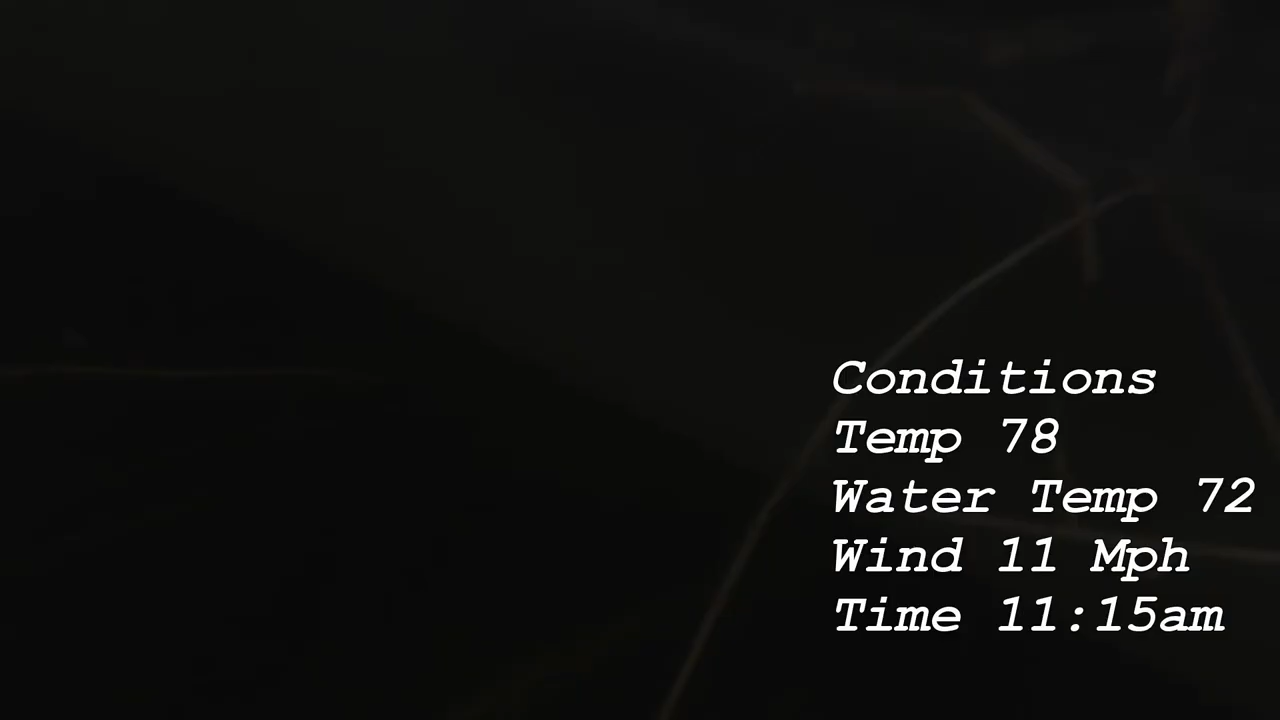 Conditions
Temp 78
Water Temp 72
Wind 11 Mph
Time 11:15am